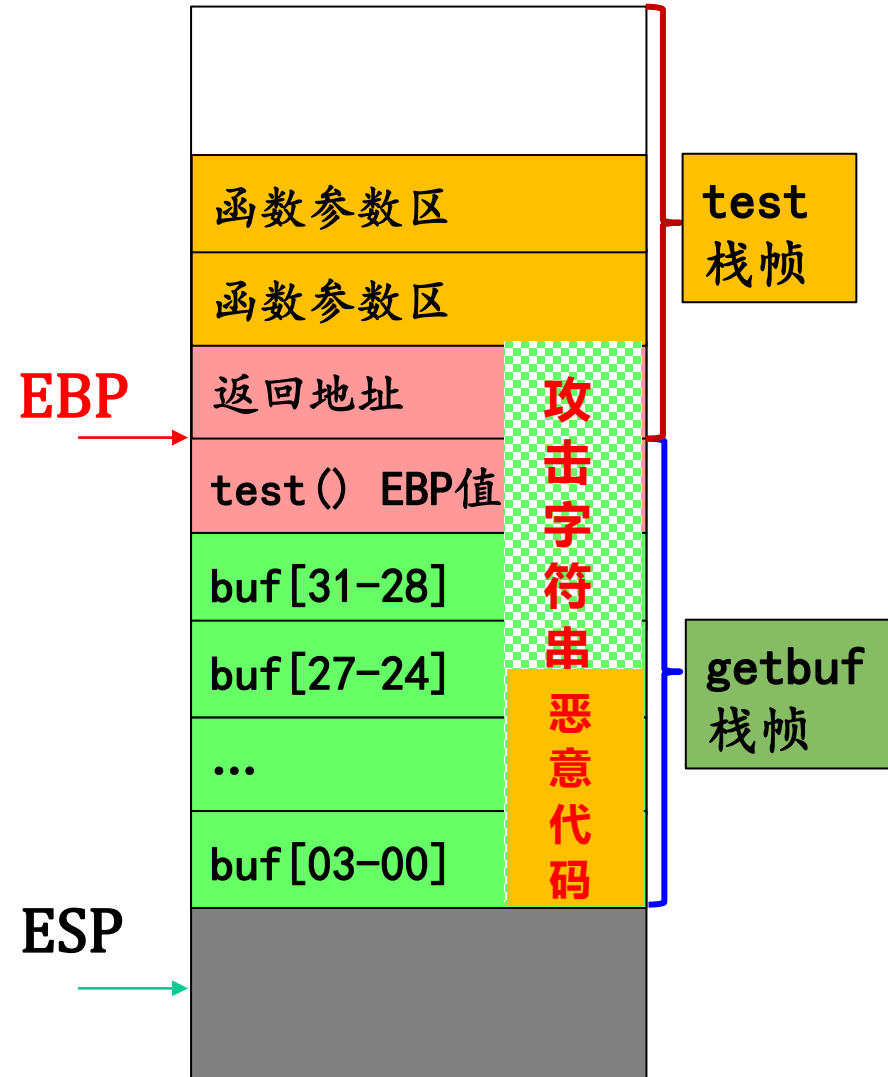 函数参数区
函数参数区
返回地址
test() EBP值
buf[31-28]
buf[27-24]
…
buf[03-00]
攻击字符串
恶意代码
EBP
ESP
test
栈帧
getbuf
栈帧